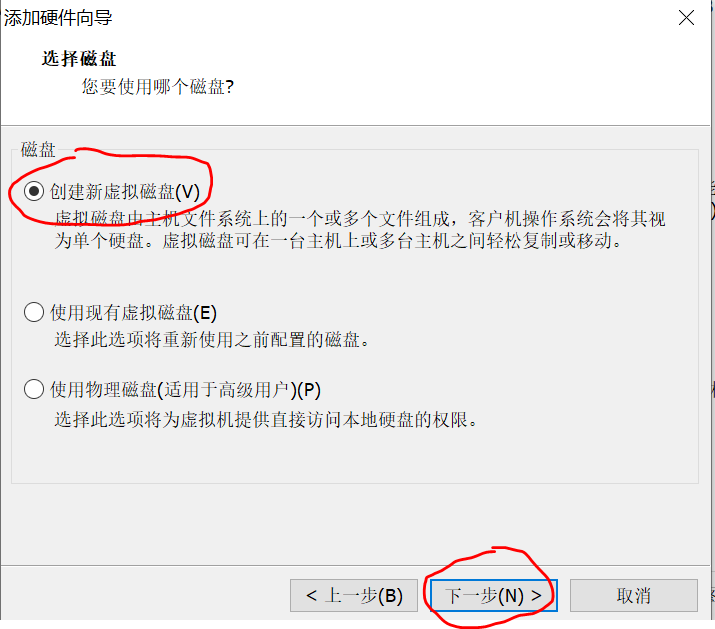 添加硬件向导
选择磁盘
您要使用哪个磁盘?
磁盘
创建新虚拟磁盘(V)
虚拟磁盘由主机文件系统上的一个或多个文件组成，客户机操作系统会将其视
为单个硬盘。虚拟磁盘可在一台主机上或多台主机之间轻松复制或移动。
使用现有虚拟磁盘(E)
选择此选项将重新使用之前配置的磁盘。
使用物理磁盘(适用于高级用户)(P)
选择此选项将为虚拟机提供直接访问本地硬盘的权限。
< 上一步(B)
下一步(N) >
取消